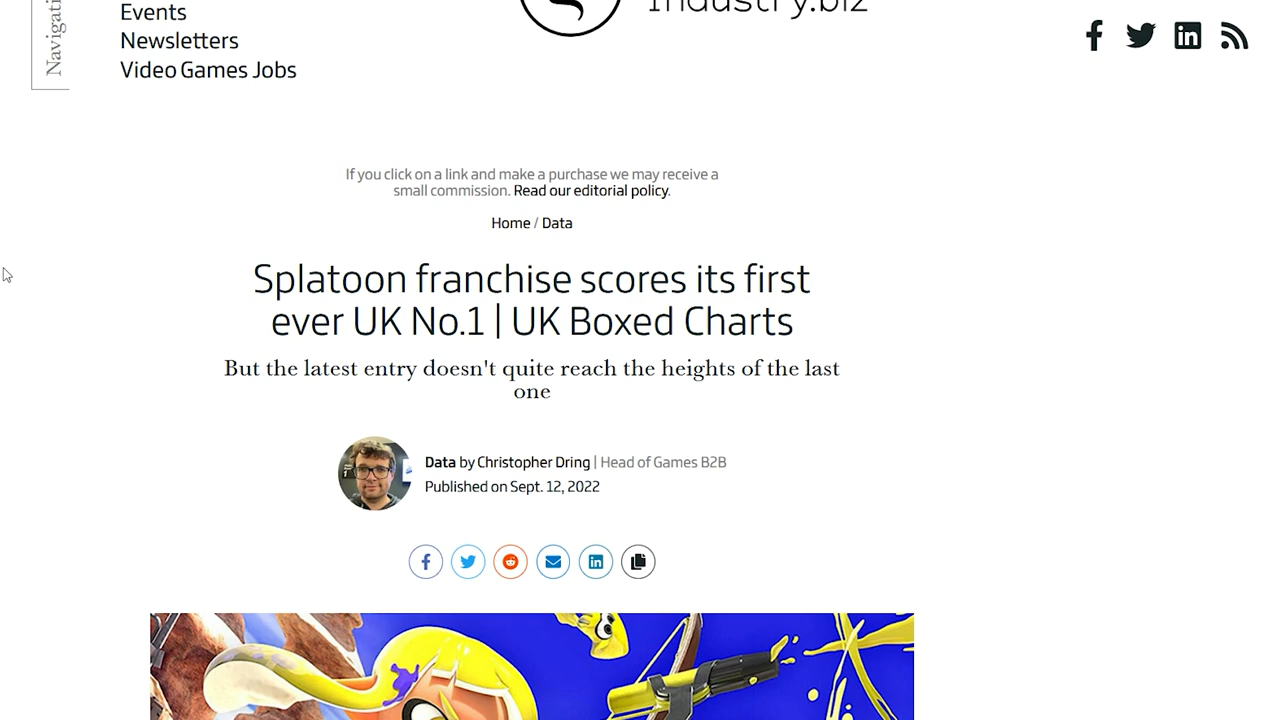 Navigati
Events
Newsletters
Video Games Jobs
Industry.biz
If you click on a link and make a purchase we may receive a
small commission. Read our editorial policy.
Home / Data
Splatoon franchise scores its first
ever UK No.1 | UK Boxed Charts
But the latest entry doesn't quite reach the heights of the last
one
Data by Christopher Dring | Head of Games B2B
Published on Sept. 12, 2022